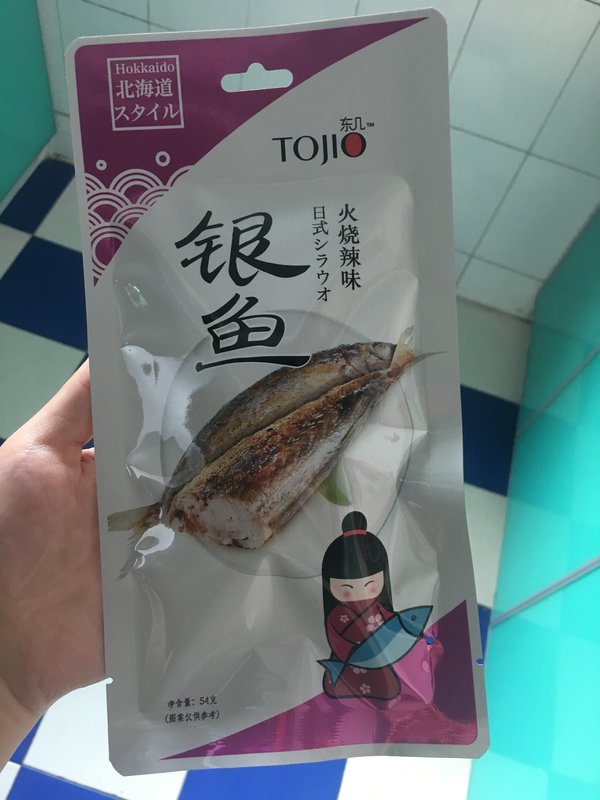 Hokkaido
北海道
スタイル
东几™
TOJIO
银鱼
火烧辣味
日式シラウオ
净含量：54克
(图案仅供参考)